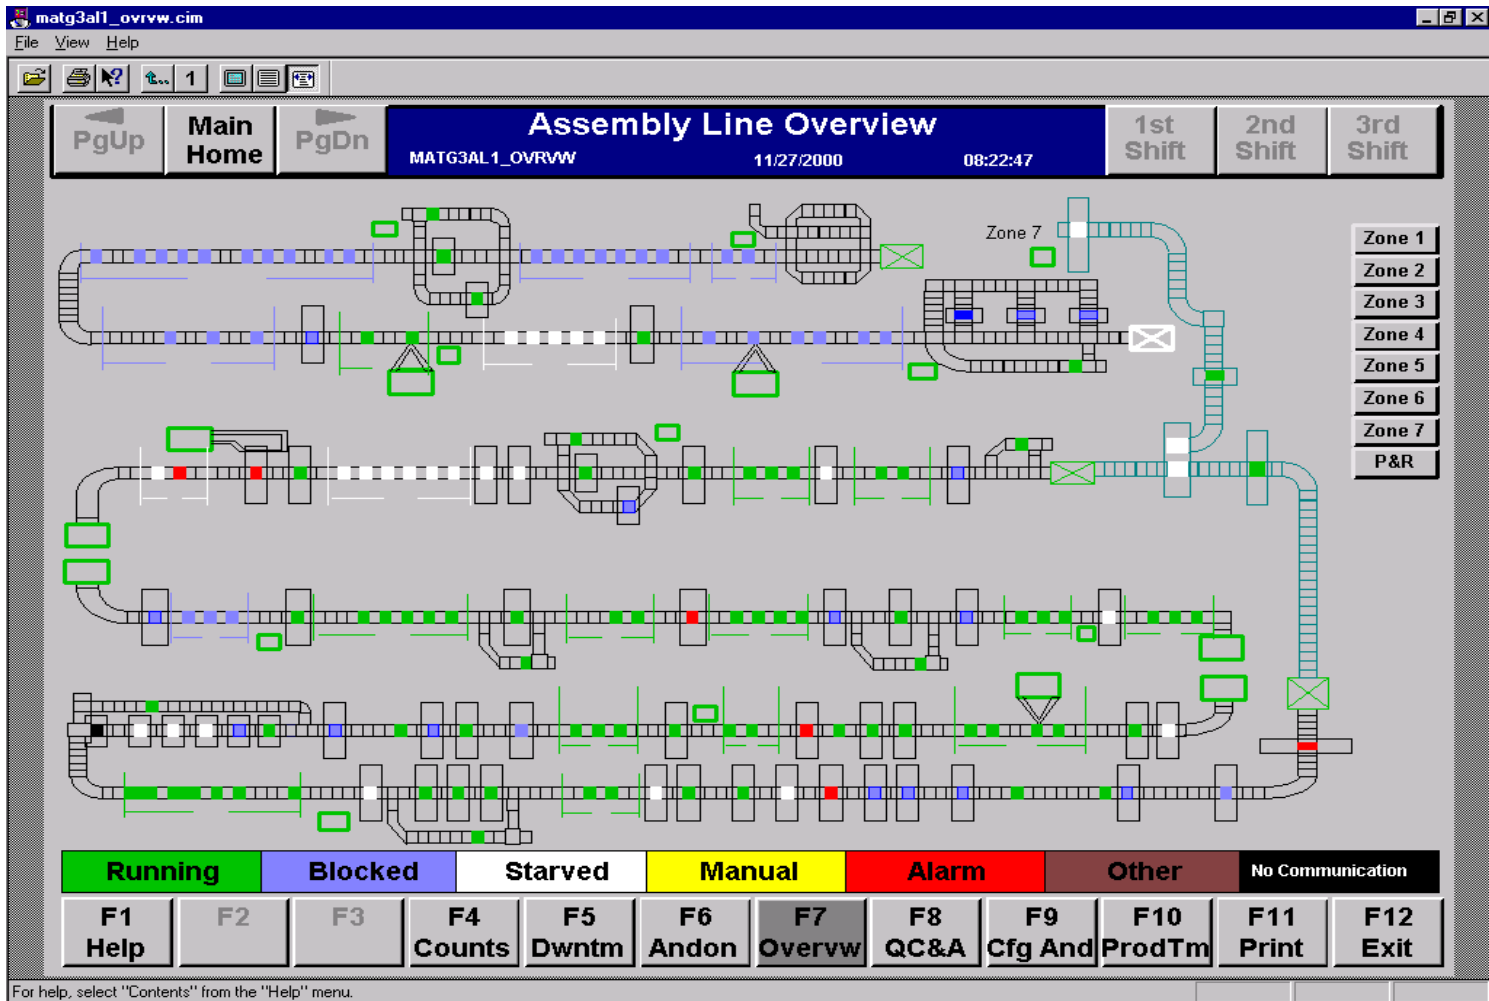 matg3al1_ovrvw.cim
File View Help
1
PgUp
Main
Home
PgDn
Assembly Line Overview
MATG3AL1_OVRVW 11/27/2000 08:22:47
1st
Shift
2nd
Shift
3rd
Shift
Zone 7
Zone 1
Zone 2
Zone 3
Zone 4
Zone 5
Zone 6
Zone 7
P&R
Running Blocked Starved Manual Alarm Other No Communication
F1
Help
F2
F3
F4
Counts
F5
Dwntm
F6
Andon
F7
Overvw
F8
QC&A
F9
Cfg And
F10
ProdTm
F11
Print
F12
Exit
For help, select "Contents" from the "Help" menu.